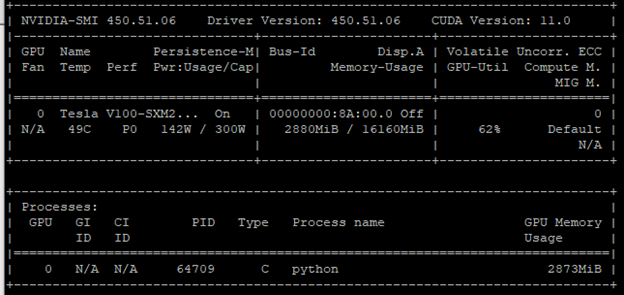 NVIDIA-SMI 450.51.06 Driver Version: 450.51.06 CUDA Version: 11.0
GPU Name Persistence-M| Bus-Id Disp.A | Volatile Uncorr. ECC
Fan Temp Perf Pwr:Usage/Cap| Memory-Usage | GPU-Util Compute M.
MIG M.
0 Tesla V100-SXM2... On | 00000000:8A:00.0 Off | 0
N/A 49C P0 142W / 300W | 2880MiB / 16160MiB | 62% Default
N/A
Processes:
GPU GI CI PID Type Process name GPU Memory
ID ID Usage
0 N/A N/A 64709 C python 2873MiB